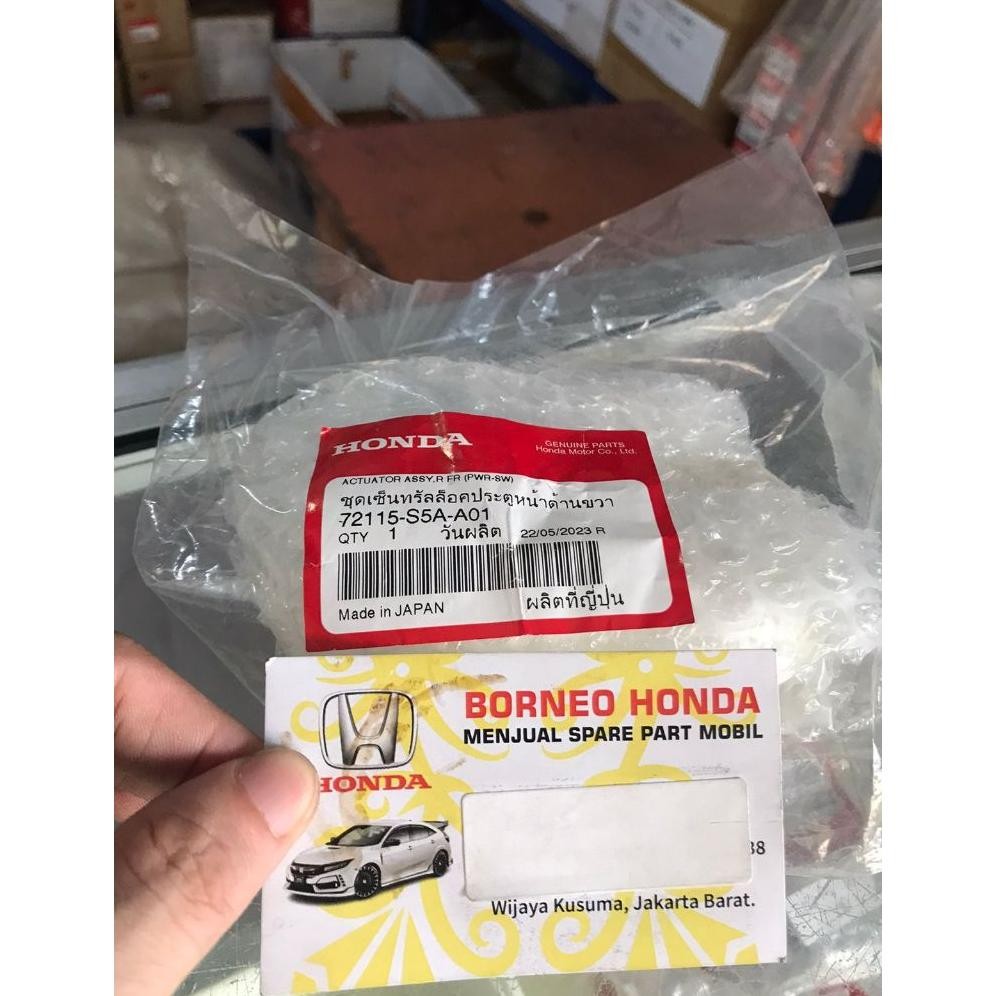 HONDA
GENUINE PARTS
Honda Motor Co., Ltd.
ACTUATOR ASSY,R FR (PWR-SW)
ชุดเซ็นทรัลล็อคประตูหน้าด้านขวา
72115-S5A-A01
QTY 1 วันผลิต 22/05/2023 R
Made in JAPAN ผลิตที่ญี่ปุ่น
BORNEO HONDA
MENJUAL SPARE PART MOBIL
HONDA
38
Wijaya Kusuma, Jakarta Barat.